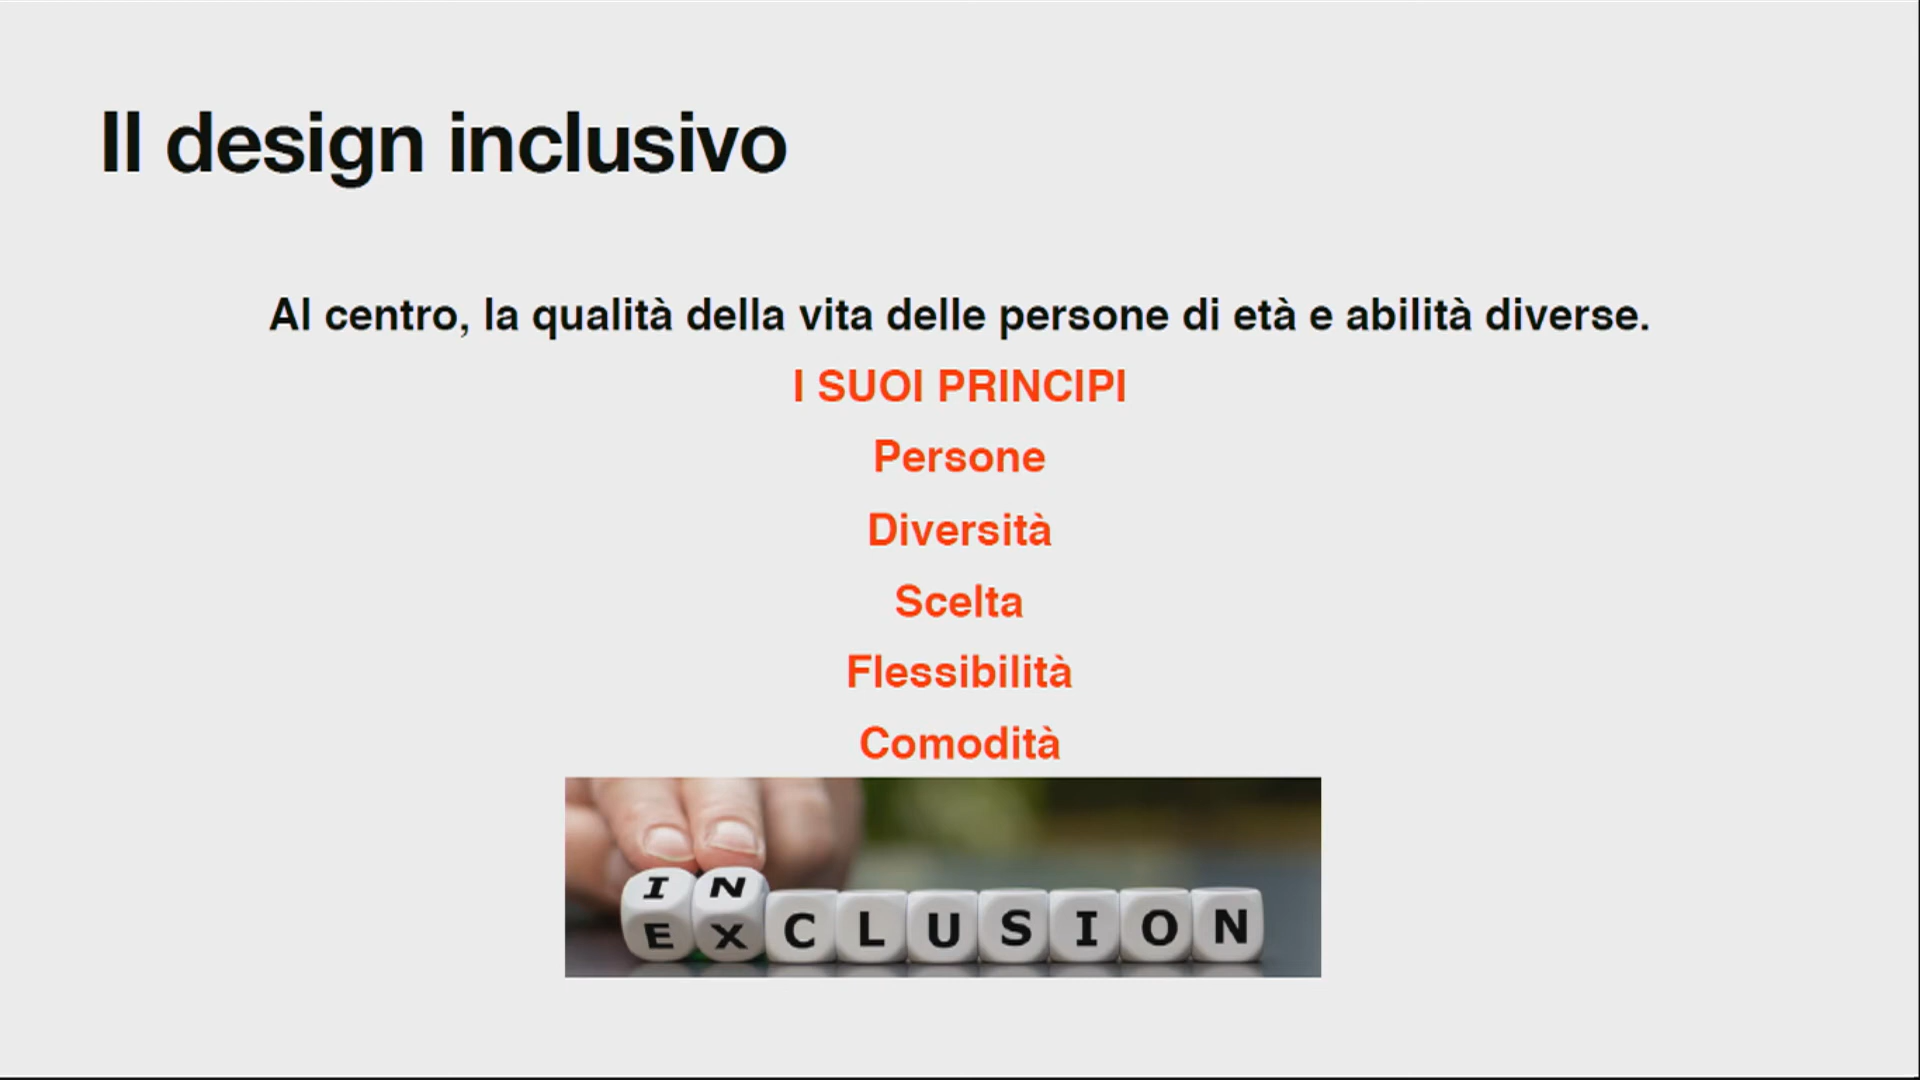 Il design inclusivo
Al centro, la qualità della vita delle persone di età e abilità diverse.
I SUOI PRINCIPI
Persone
Diversità
Scelta
Flessibilità
Comodità
I N
E X C L U S I O N